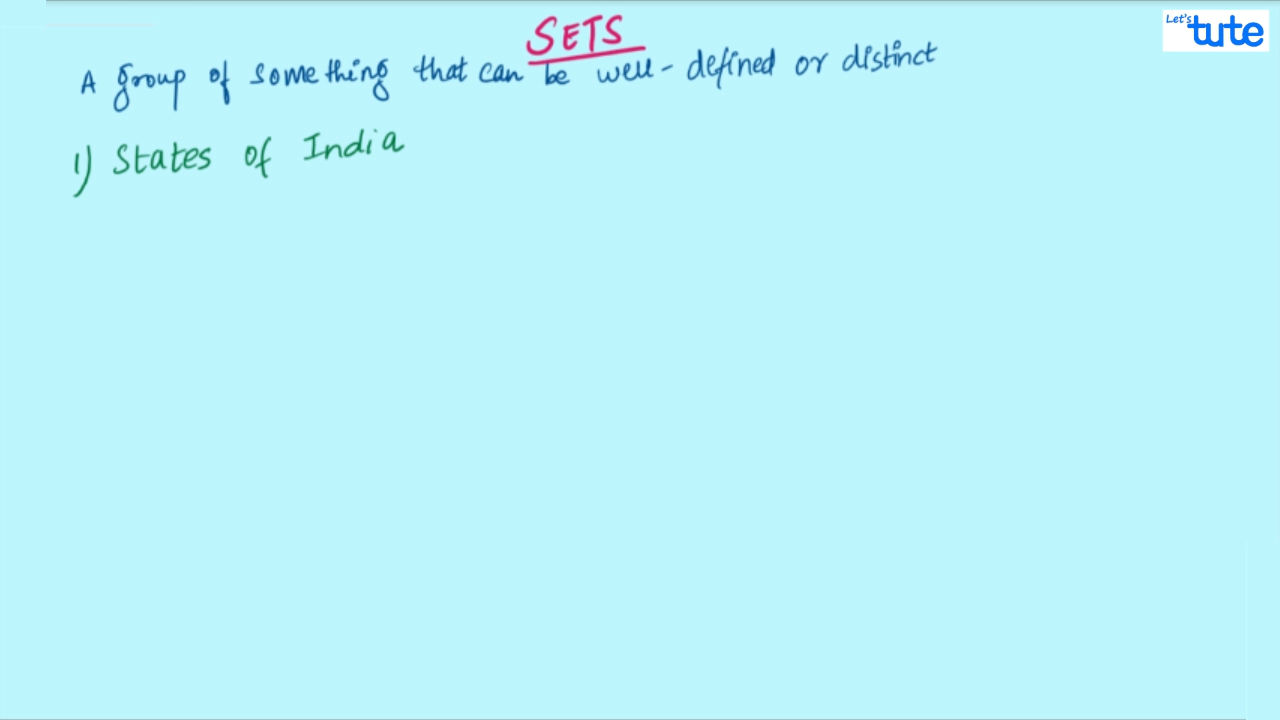 SETS
Let's
tute
A group of something that can be well-defined or distinct
1) States of India